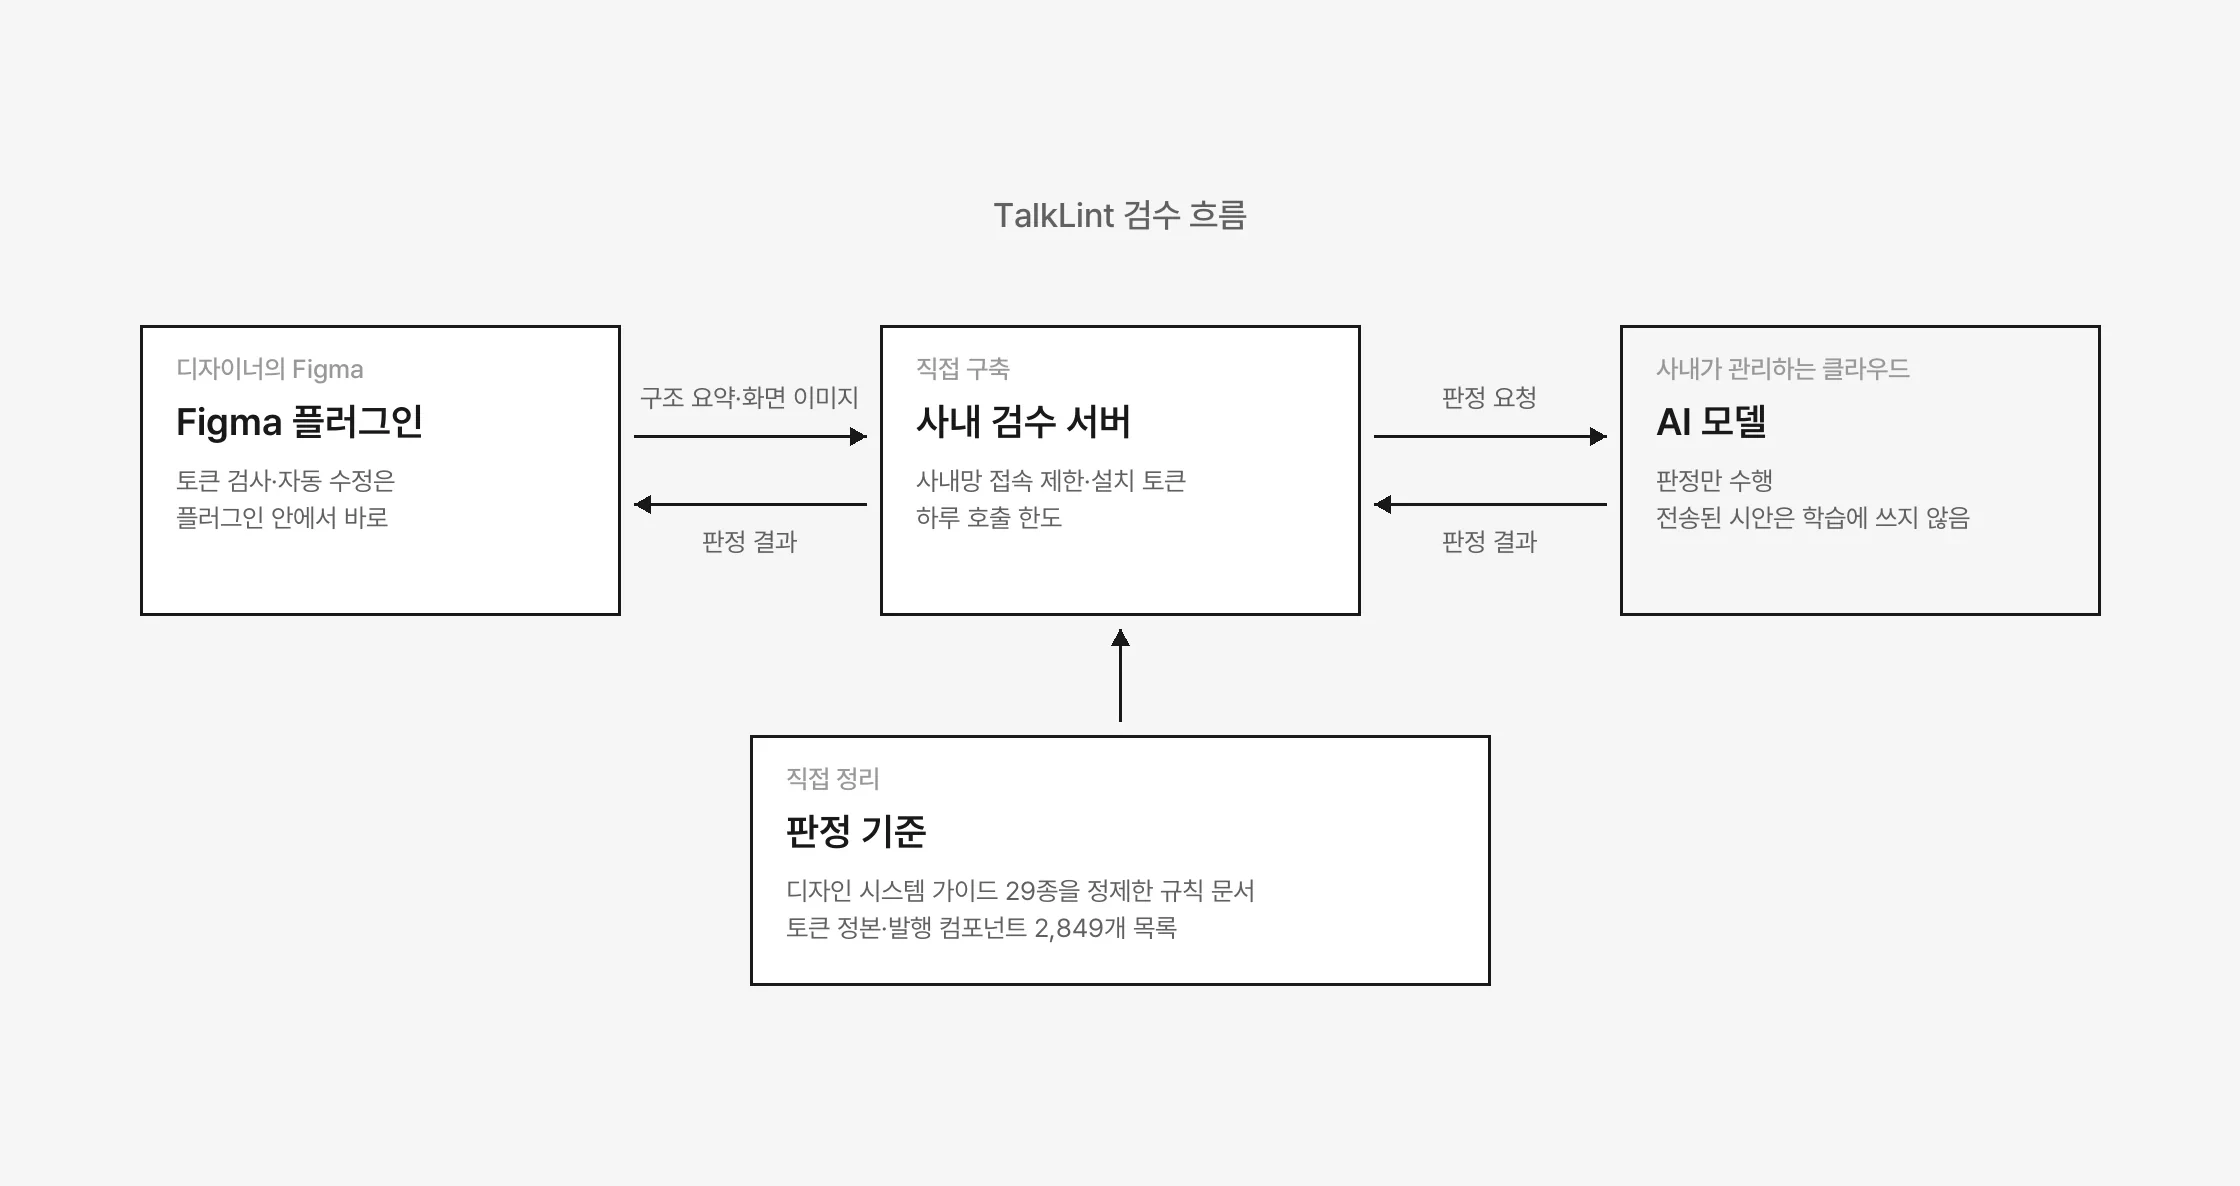 TalkLint 검수 흐름
디자이너의 Figma
Figma 플러그인
토큰 검사·자동 수정은
플러그인 안에서 바로
구조 요약·화면 이미지
판정 결과
직접 구축
사내 검수 서버
사내망 접속 제한·설치 토큰
하루 호출 한도
판정 요청
판정 결과
사내가 관리하는 클라우드
AI 모델
판정만 수행
전송된 시안은 학습에 쓰지 않음
직접 정리
판정 기준
디자인 시스템 가이드 29종을 정제한 규칙 문서
토큰 정본·발행 컴포넌트 2,849개 목록